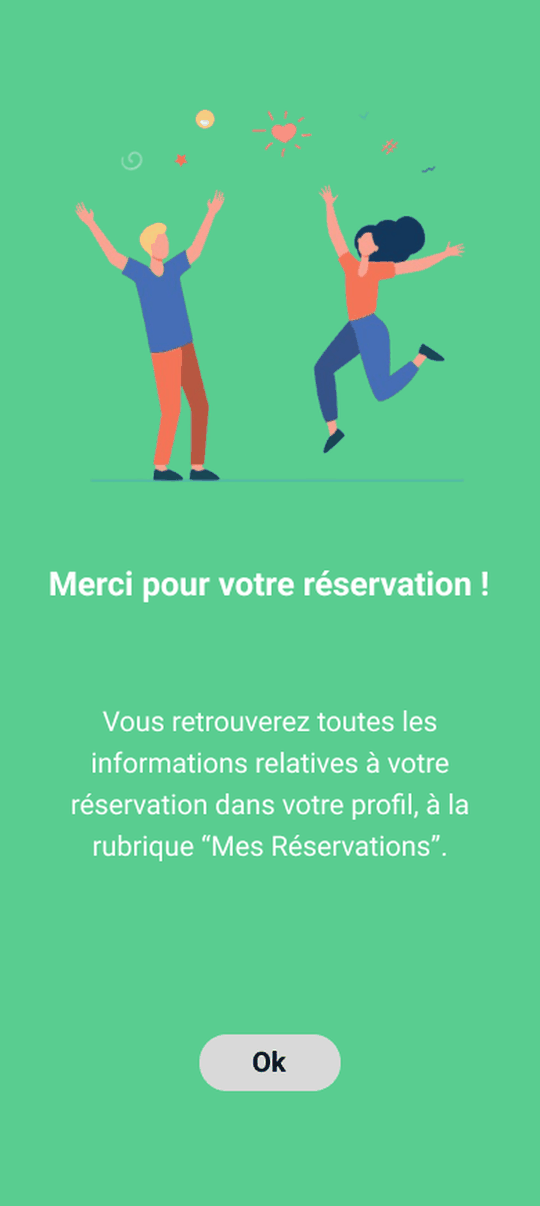 Merci pour votre réservation !
Vous retrouverez toutes les
informations relatives à votre
réservation dans votre profil, à la
rubrique “Mes Réservations”.
Ok